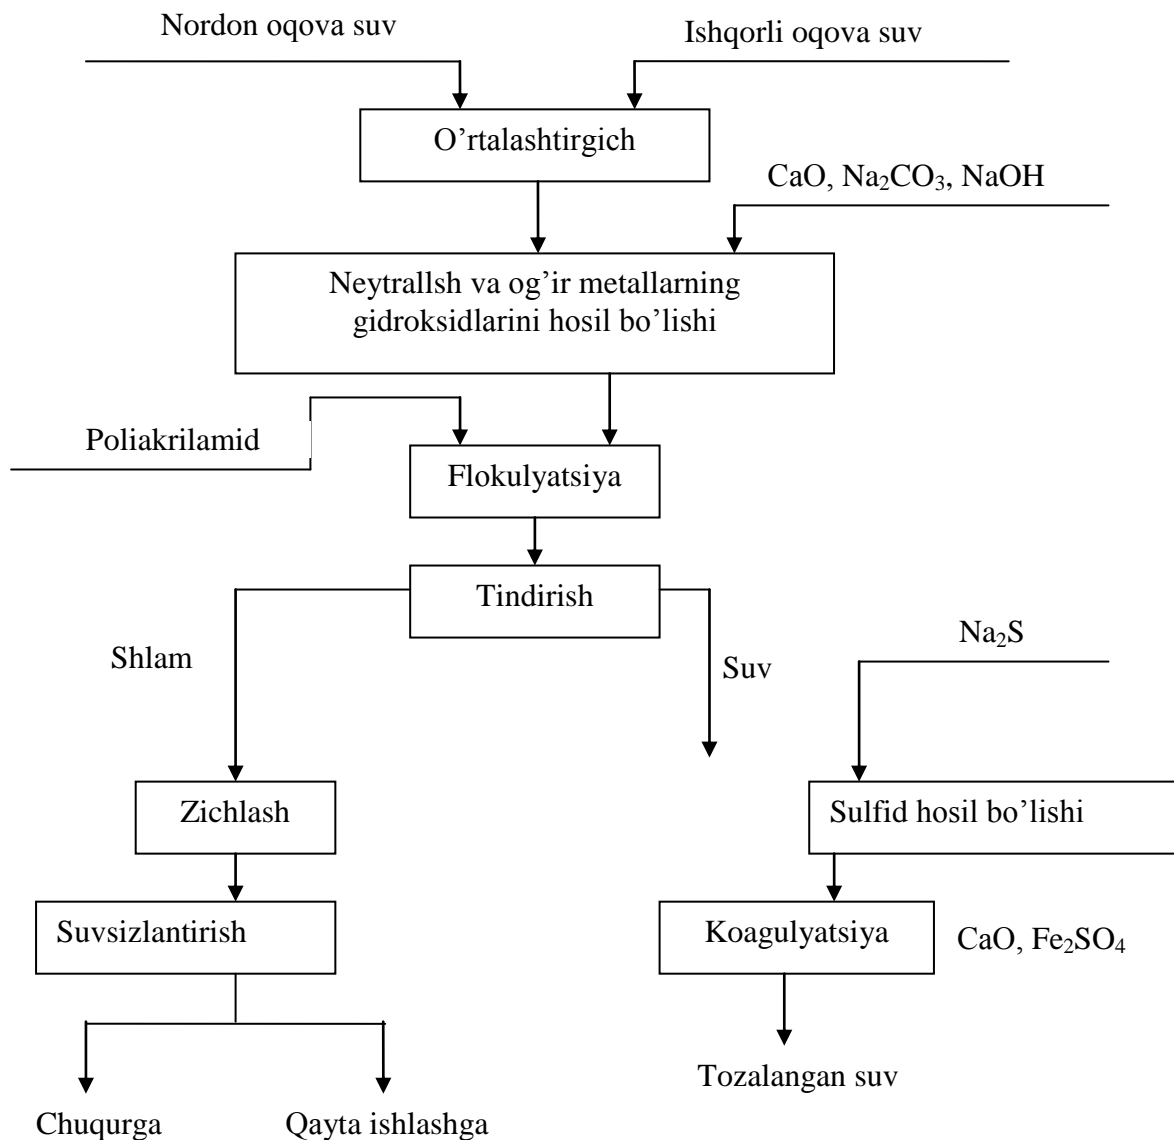 Nordon oqova suv
Ishqorli oqova suv
O’rtalashtirgich
CaO, Na₂CO₃, NaOH
Neytrallsh va og’ir metallarning
gidroksidlarini hosil bo’lishi
Poliakrilamid
Flokulyatsiya
Tindirish
Shlam
Suv
Na₂S
Zichlash
Sulfid hosil bo’lishi
Suvsizlantirish
Koagulyatsiya
CaO, Fe₂SO₄
Tozalangan suv
Chuqurga
Qayta ishlashga